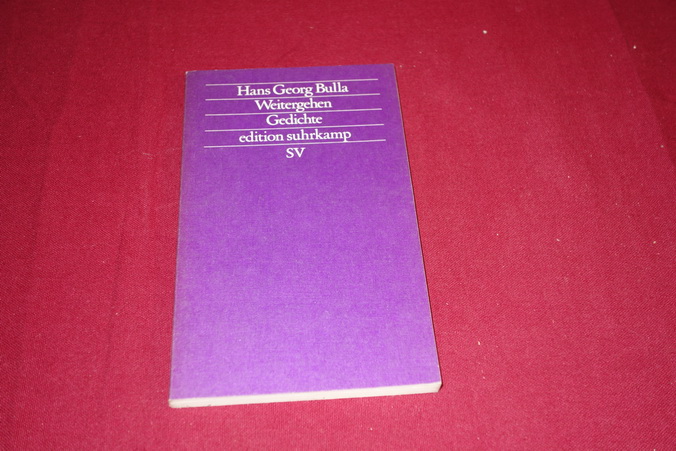 Hans Georg Bulla
Weitergehen
Gedichte
edition suhrkamp
SV